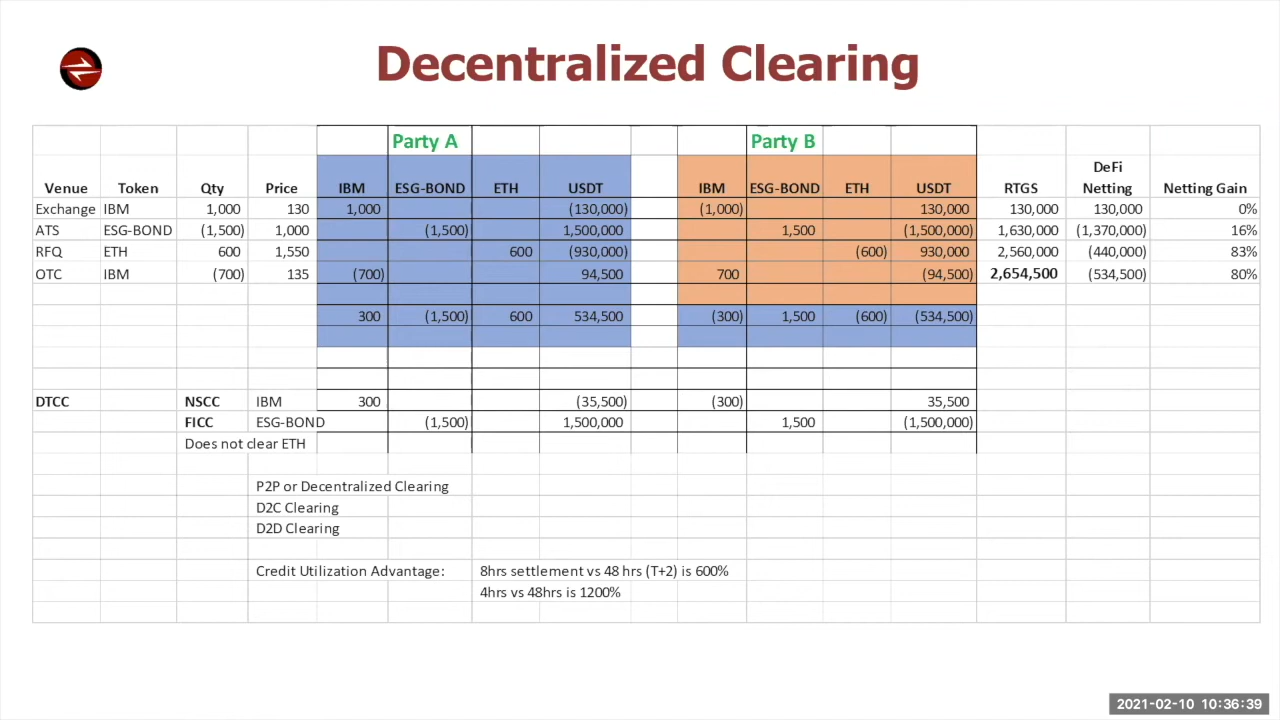 Decentralized Clearing
Party A Party B
DeFi
Venue Token Qty Price IBM ESG-BOND ETH USDT IBM ESG-BOND ETH USDT RTGS Netting Netting Gain
Exchange IBM 1,000 130 1,000 (130,000) (1,000) 130,000 130,000 130,000 0%
ATS ESG-BOND (1,500) 1,000 (1,500) 1,500,000 1,500 (1,500,000) 1,630,000 (1,370,000) 16%
RFQ ETH 600 1,550 600 (930,000) (600) 930,000 2,560,000 (440,000) 83%
OTC IBM (700) 135 (700) 94,500 700 (94,500) 2,654,500 (534,500) 80%
300 (1,500) 600 534,500 (300) 1,500 (600) (534,500)
DTCC NSCC IBM 300 (35,500) (300) 35,500
FICC ESG-BOND (1,500) 1,500,000 1,500 (1,500,000)
Does not clear ETH
P2P or Decentralized Clearing
D2C Clearing
D2D Clearing
Credit Utilization Advantage: 8hrs settlement vs 48 hrs (T+2) is 600%
4hrs vs 48hrs is 1200%
2021-02-10 10:36:39